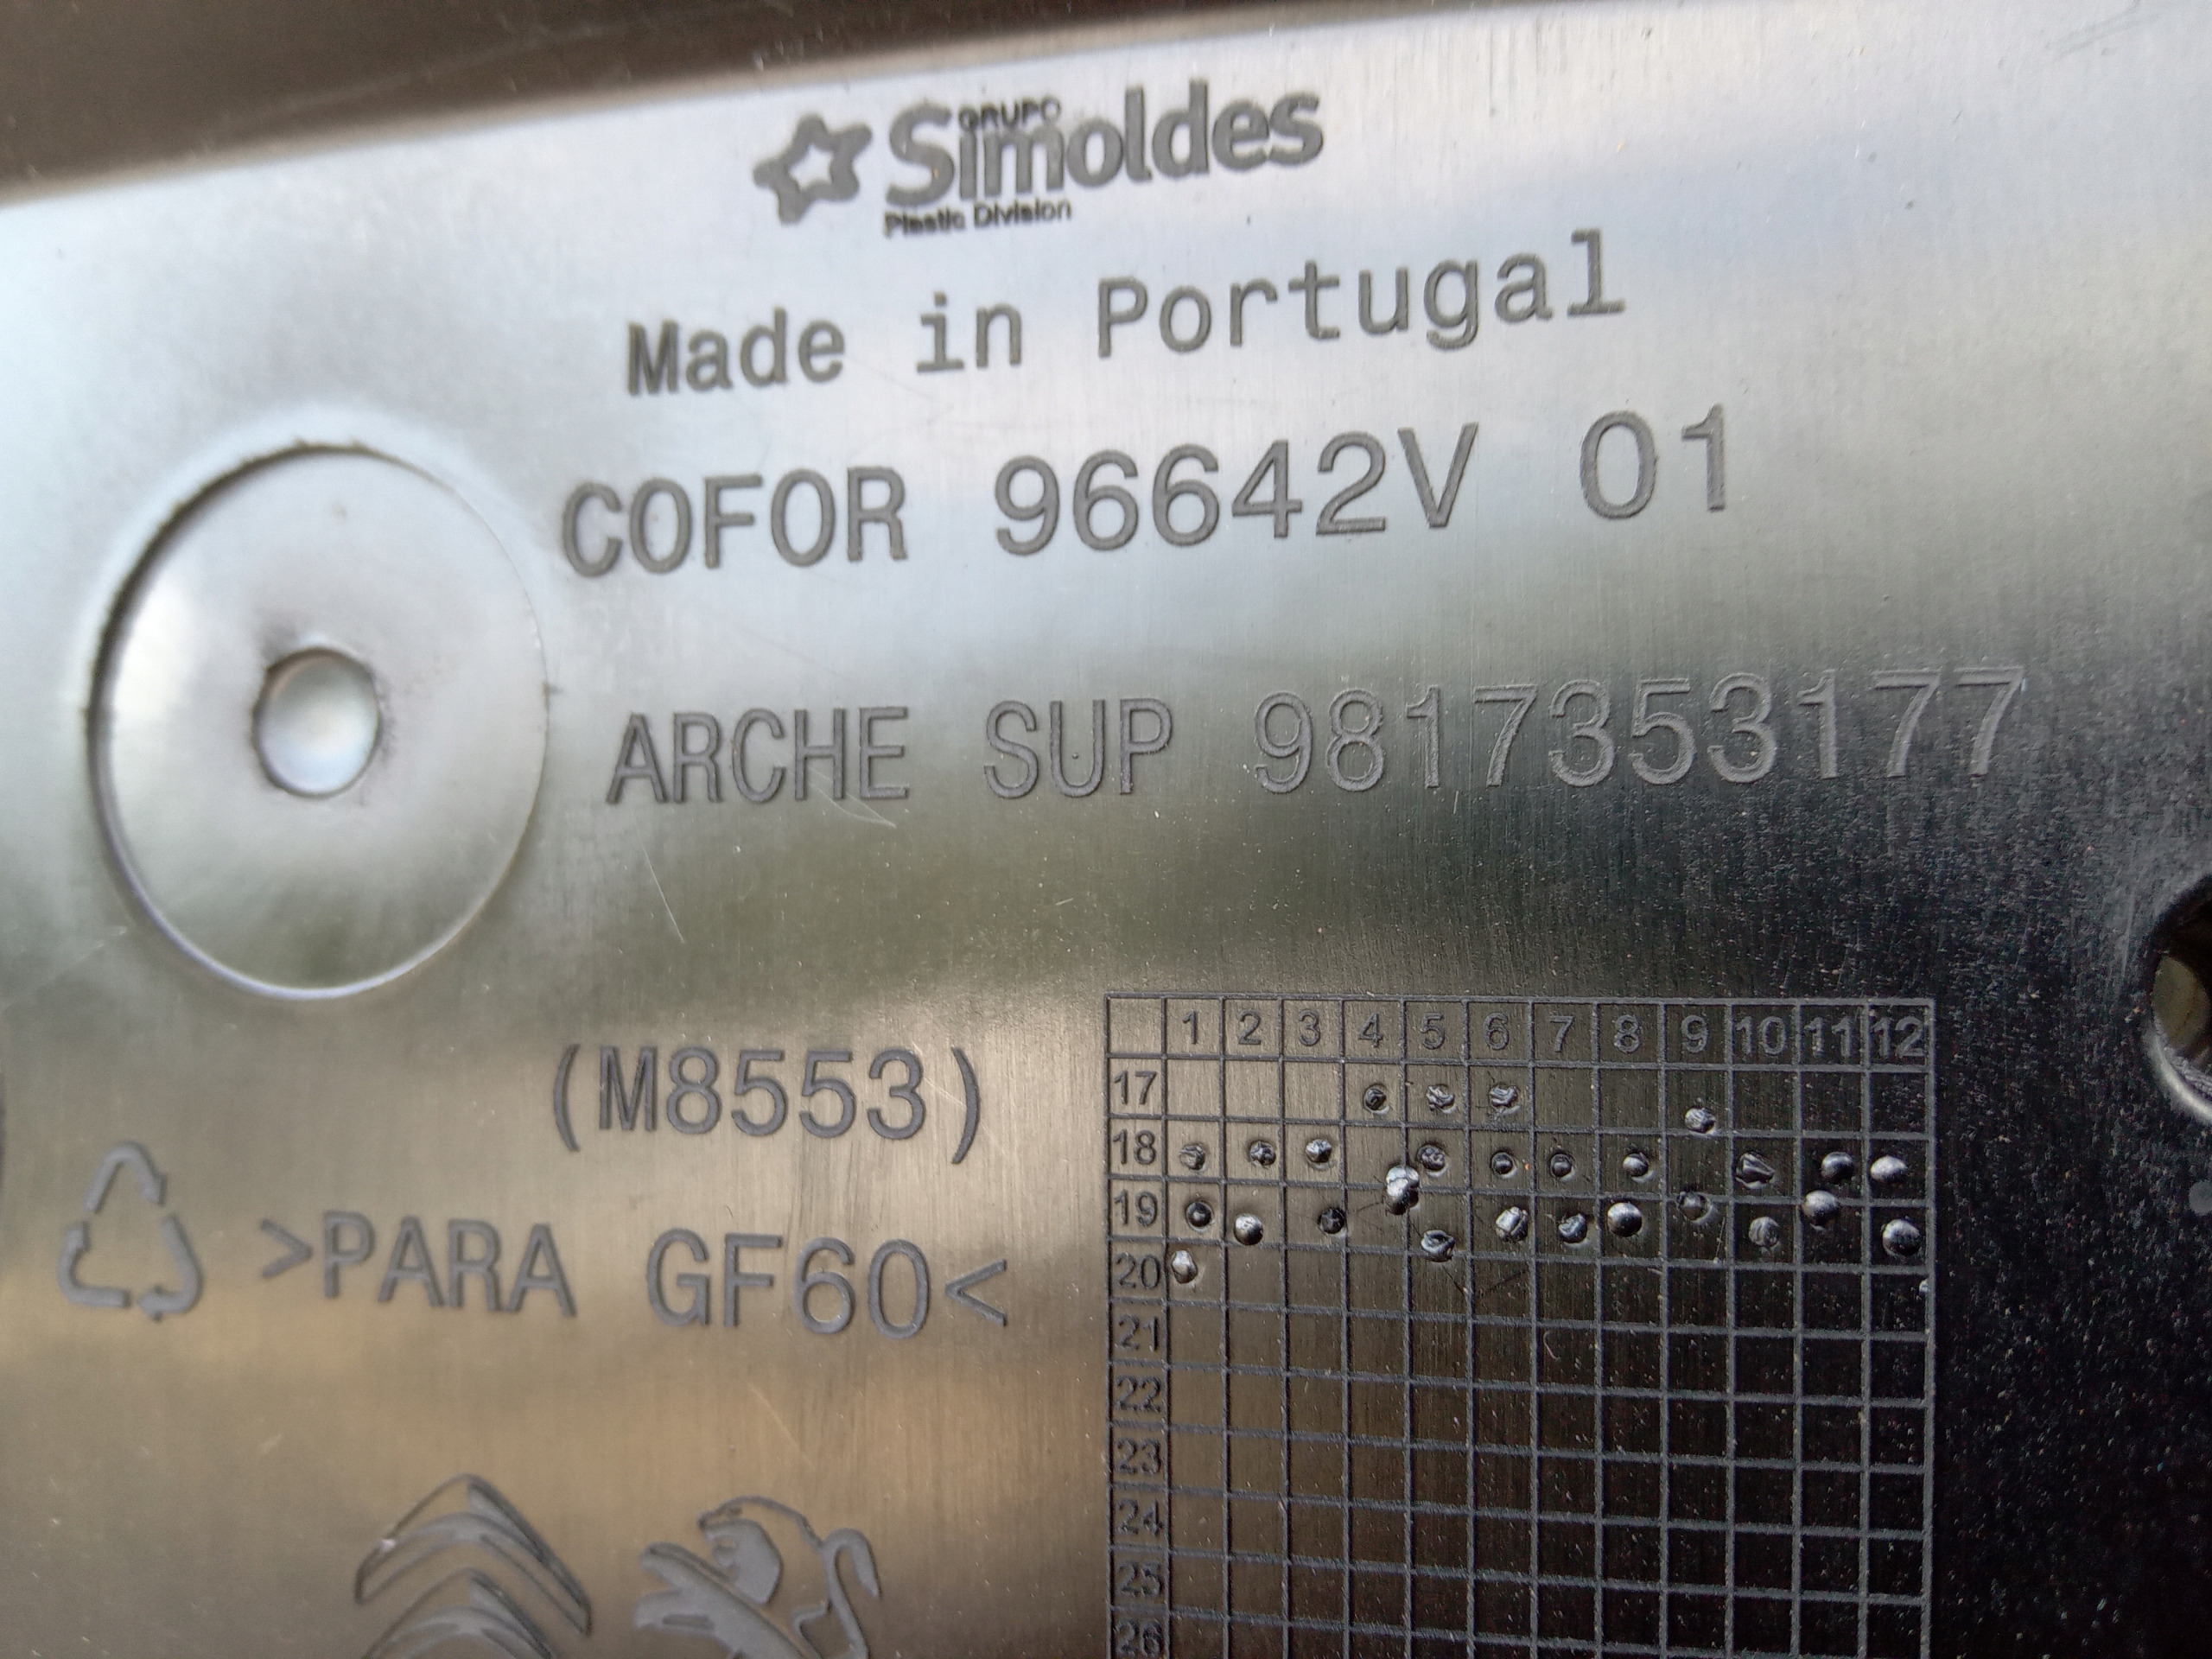 GRUPO
Simoldes
Plastic Division
Made in Portugal
COFOR 96642V 01
ARCHE SUP 9817353177
(M8553)
>PARA GF60<
1 2 3 4 5 6 7 8 9 10 11 12
17
18
19
20
21
22
23
24
25
26